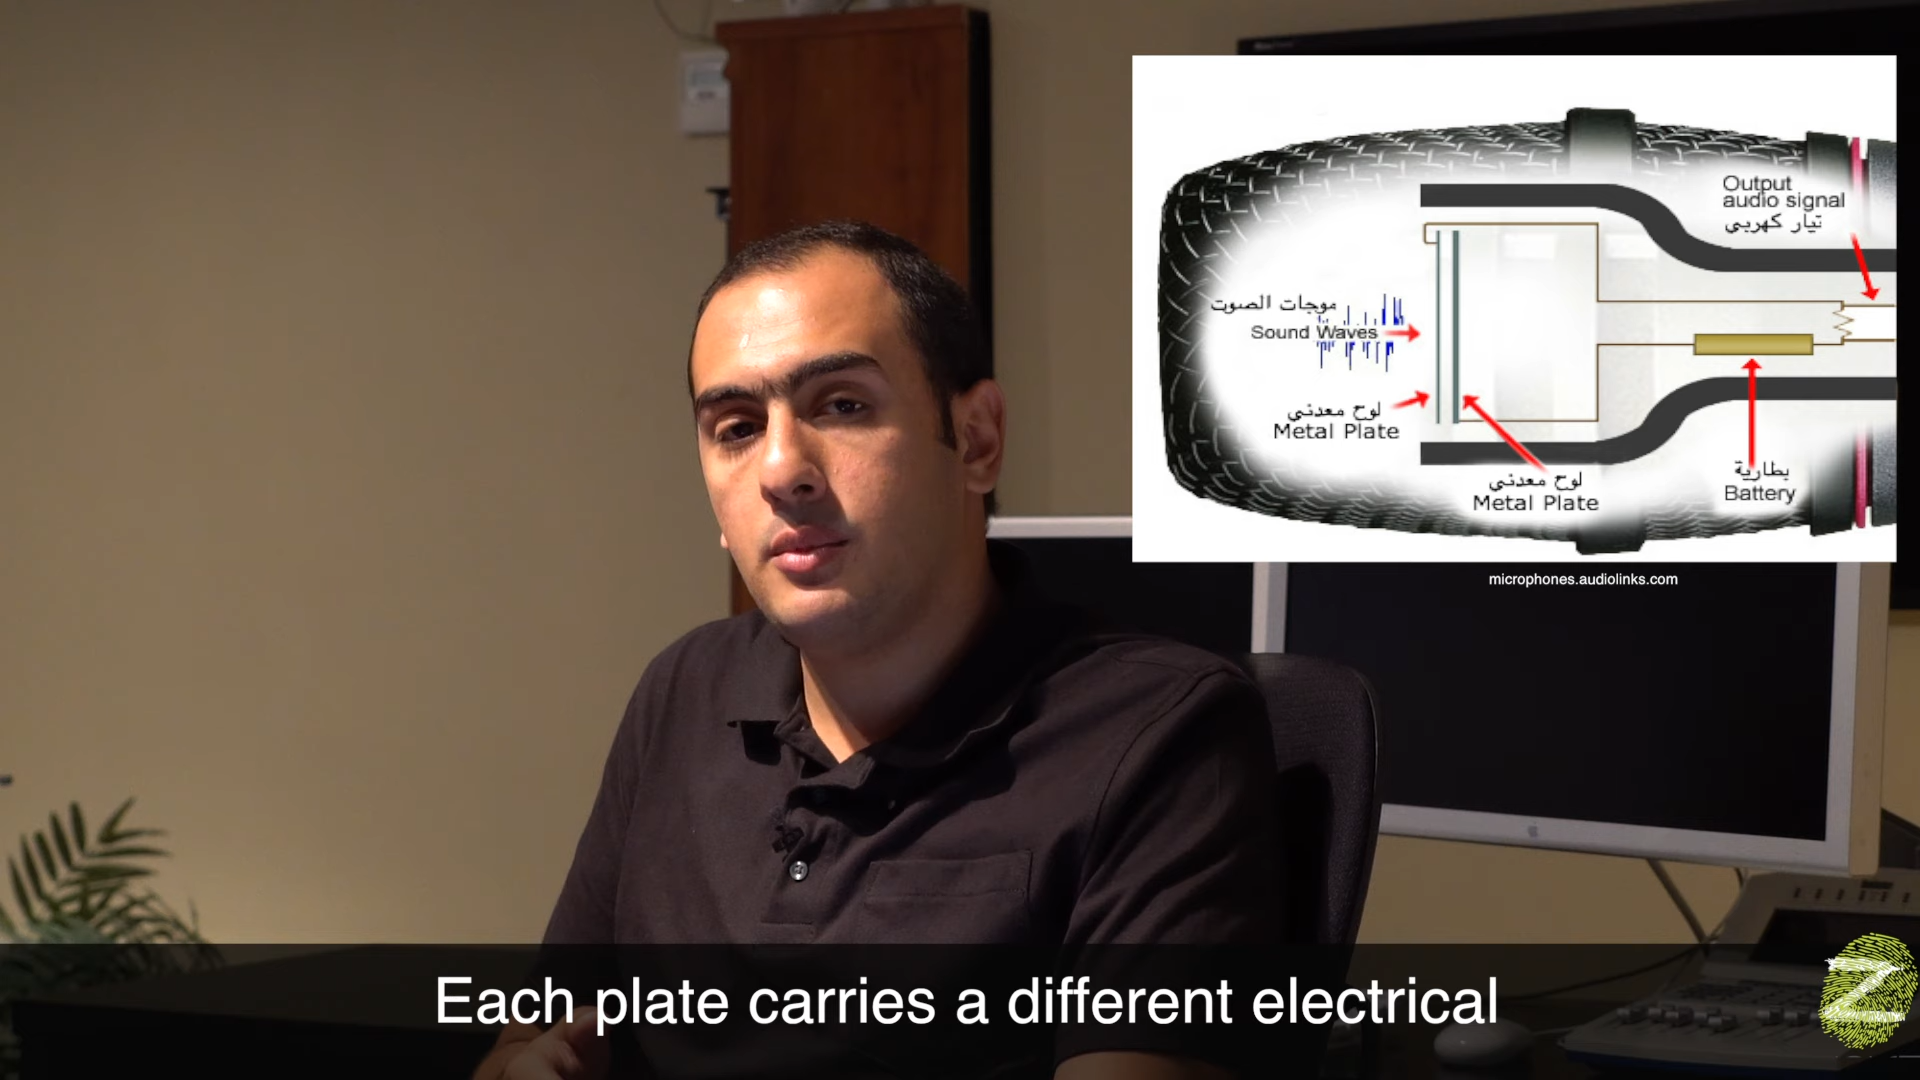 Output
audio signal
تيار كهربي
موجات الصوت
Sound Waves
لوح معدني
Metal Plate
لوح معدني
Metal Plate
بطارية
Battery
microphones.audiolinks.com
Each plate carries a different electrical
Z